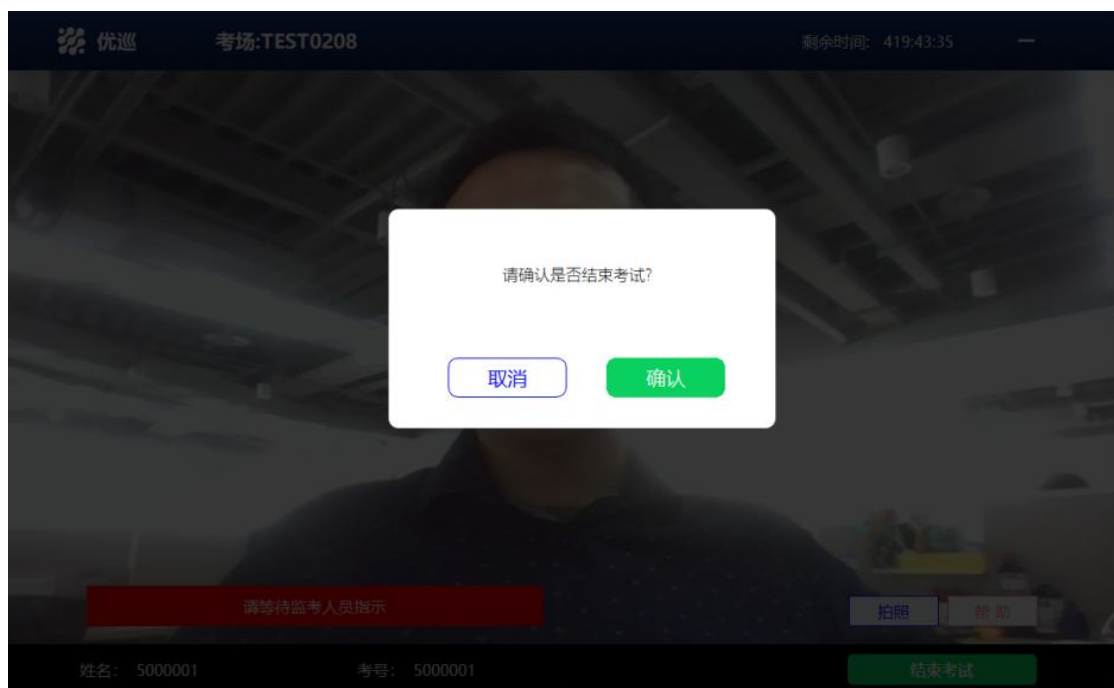 优巡 考场:TEST0208 剩余时间: 419:43:35
请确认是否结束考试?
取消 确认
请等待监考人员指示
拍照 帮助
姓名: 5000001 考号: 5000001 结束考试